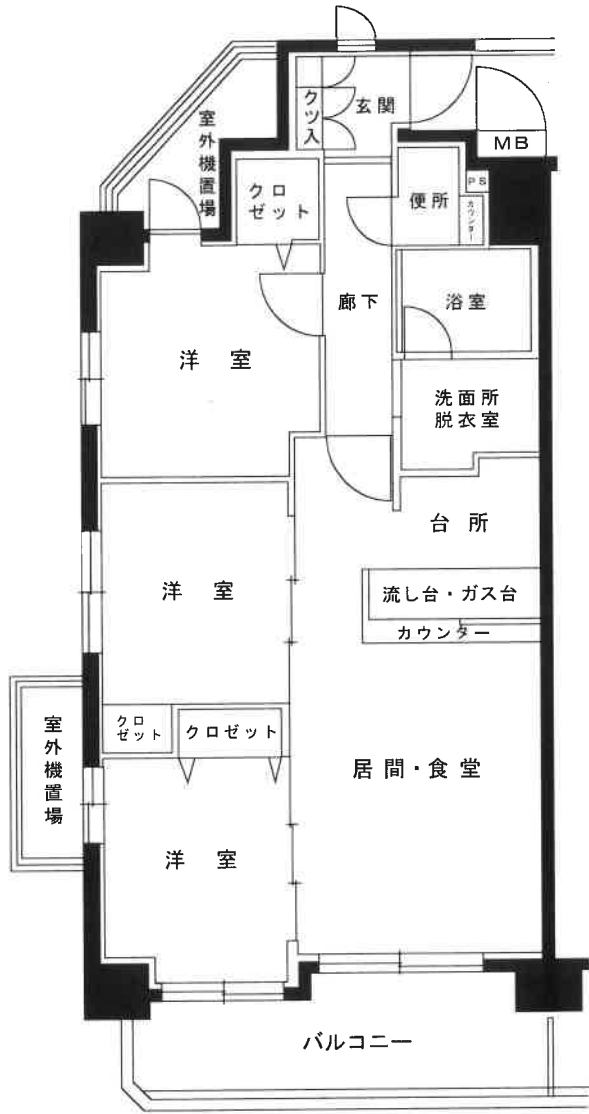 玄関
クツ入
MB
室外機置場
クロ
ゼット
便所
PS
カウンター
廊下
浴室
洋室
洗面所
脱衣室
台所
洋室
流し台・ガス台
カウンター
クロ
ゼット
クロゼット
室外機置場
居間・食堂
洋室
バルコニー